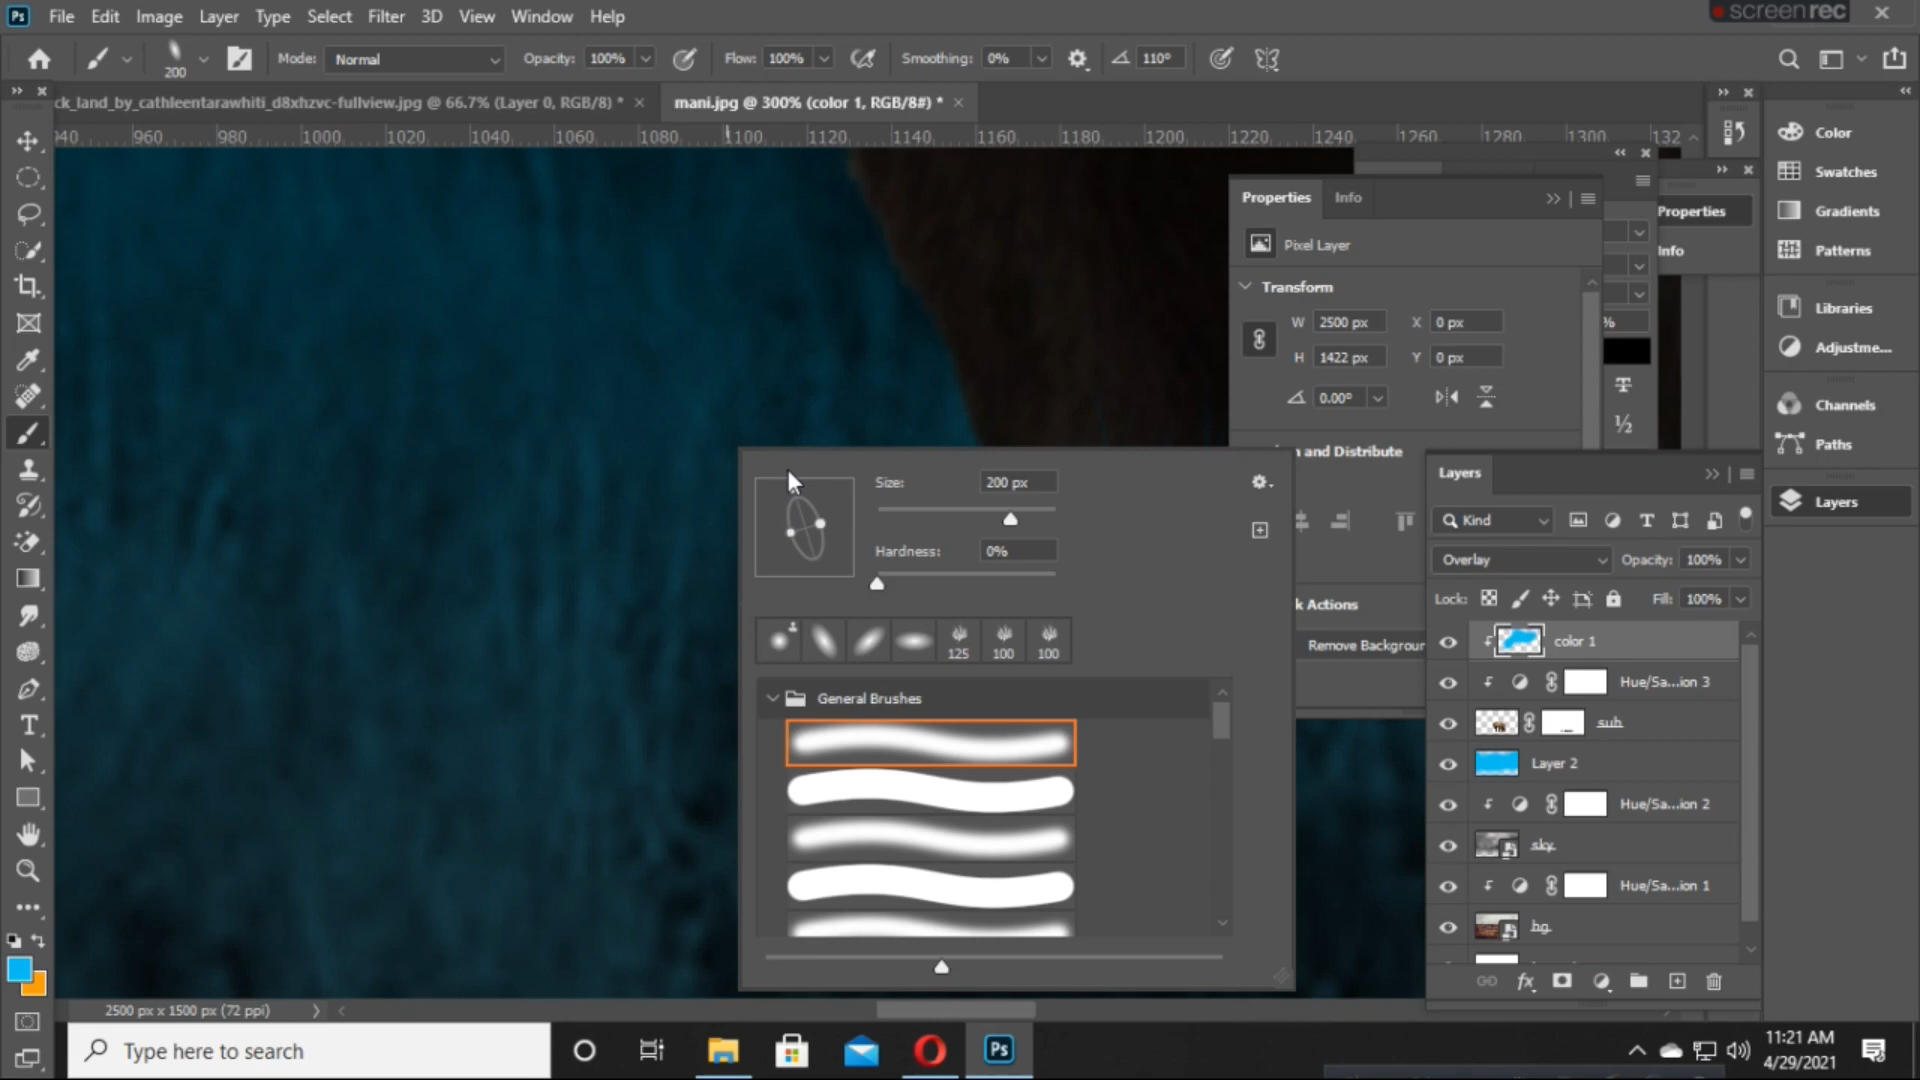 Ps File Edit Image Layer Type Select Filter 3D View Window Help
screenrec
200 Mode: Normal Opacity: 100% Flow: 100% Smoothing: 0% 110°
ck_land_by_cathleentarawhiti_d8xhzvc-fullview.jpg @ 66.7% (Layer 0, RGB/8) * mani.jpg @ 300% (color 1, RGB/8#) *
940 960 980 1000 1020 1040 1060 1080 1100 1120 1140 1160 1180 1200 1220 1240 1260 1280 1300 132
Color
Swatches
Gradients
Patterns
Libraries
Adjustme...
Channels
Paths
Layers
Properties
Info
Properties Info
Pixel Layer
Transform
W 2500 px X 0 px
H 1422 px Y 0 px
0.00°
%
½
n and Distribute
k Actions
Remove Backgroun
Size: 200 px
Hardness: 0%
125 100 100
General Brushes
Layers
Kind
Overlay Opacity: 100%
Lock: Fill: 100%
color 1
Hue/Sa...ion 3
sub
Layer 2
Hue/Sa...ion 2
sky
Hue/Sa...ion 1
bg
fx
2500 px x 1500 px (72 ppi)
Type here to search
Ps
11:21 AM
4/29/2021